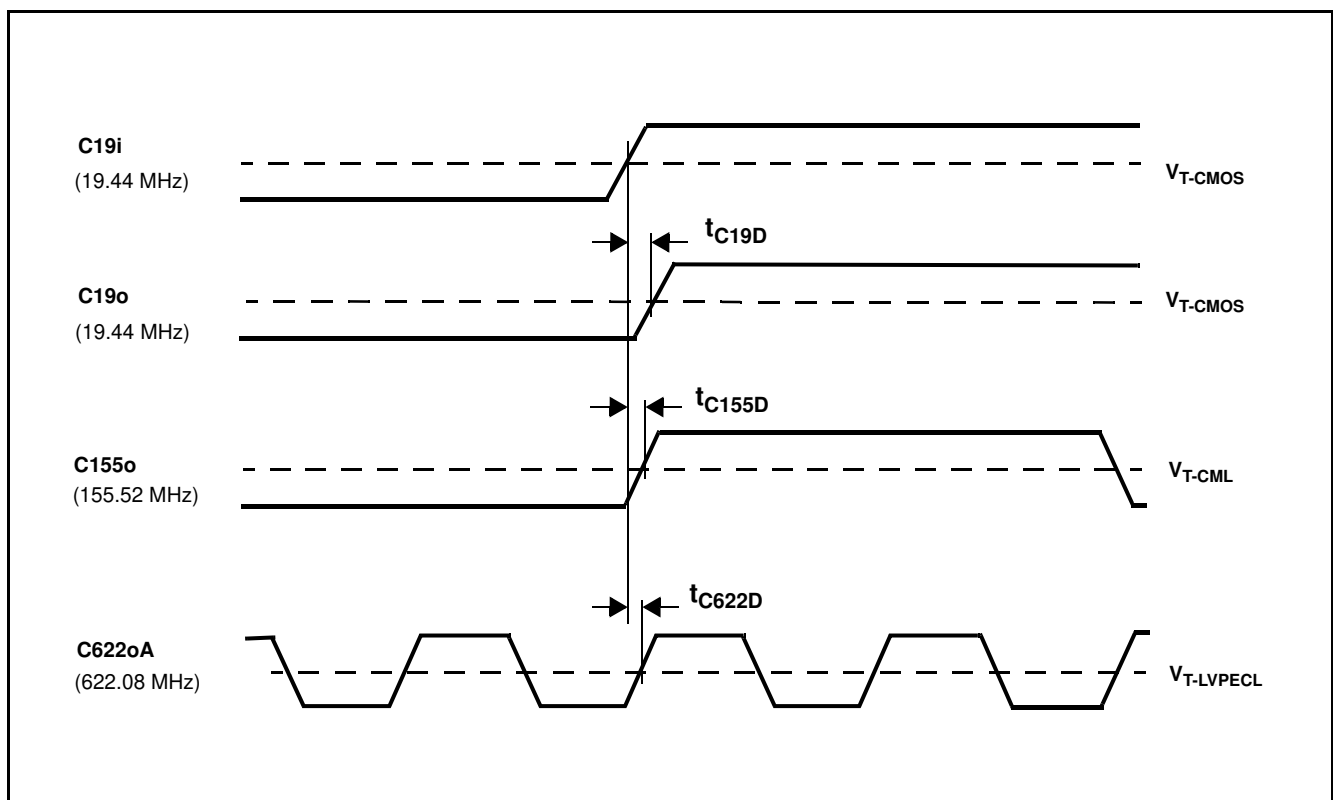 C19i
(19.44 MHz)
VT-CMOS
tC19D
C19o
(19.44 MHz)
VT-CMOS
tC155D
C155o
(155.52 MHz)
VT-CML
tC622D
C622oA
(622.08 MHz)
VT-LVPECL